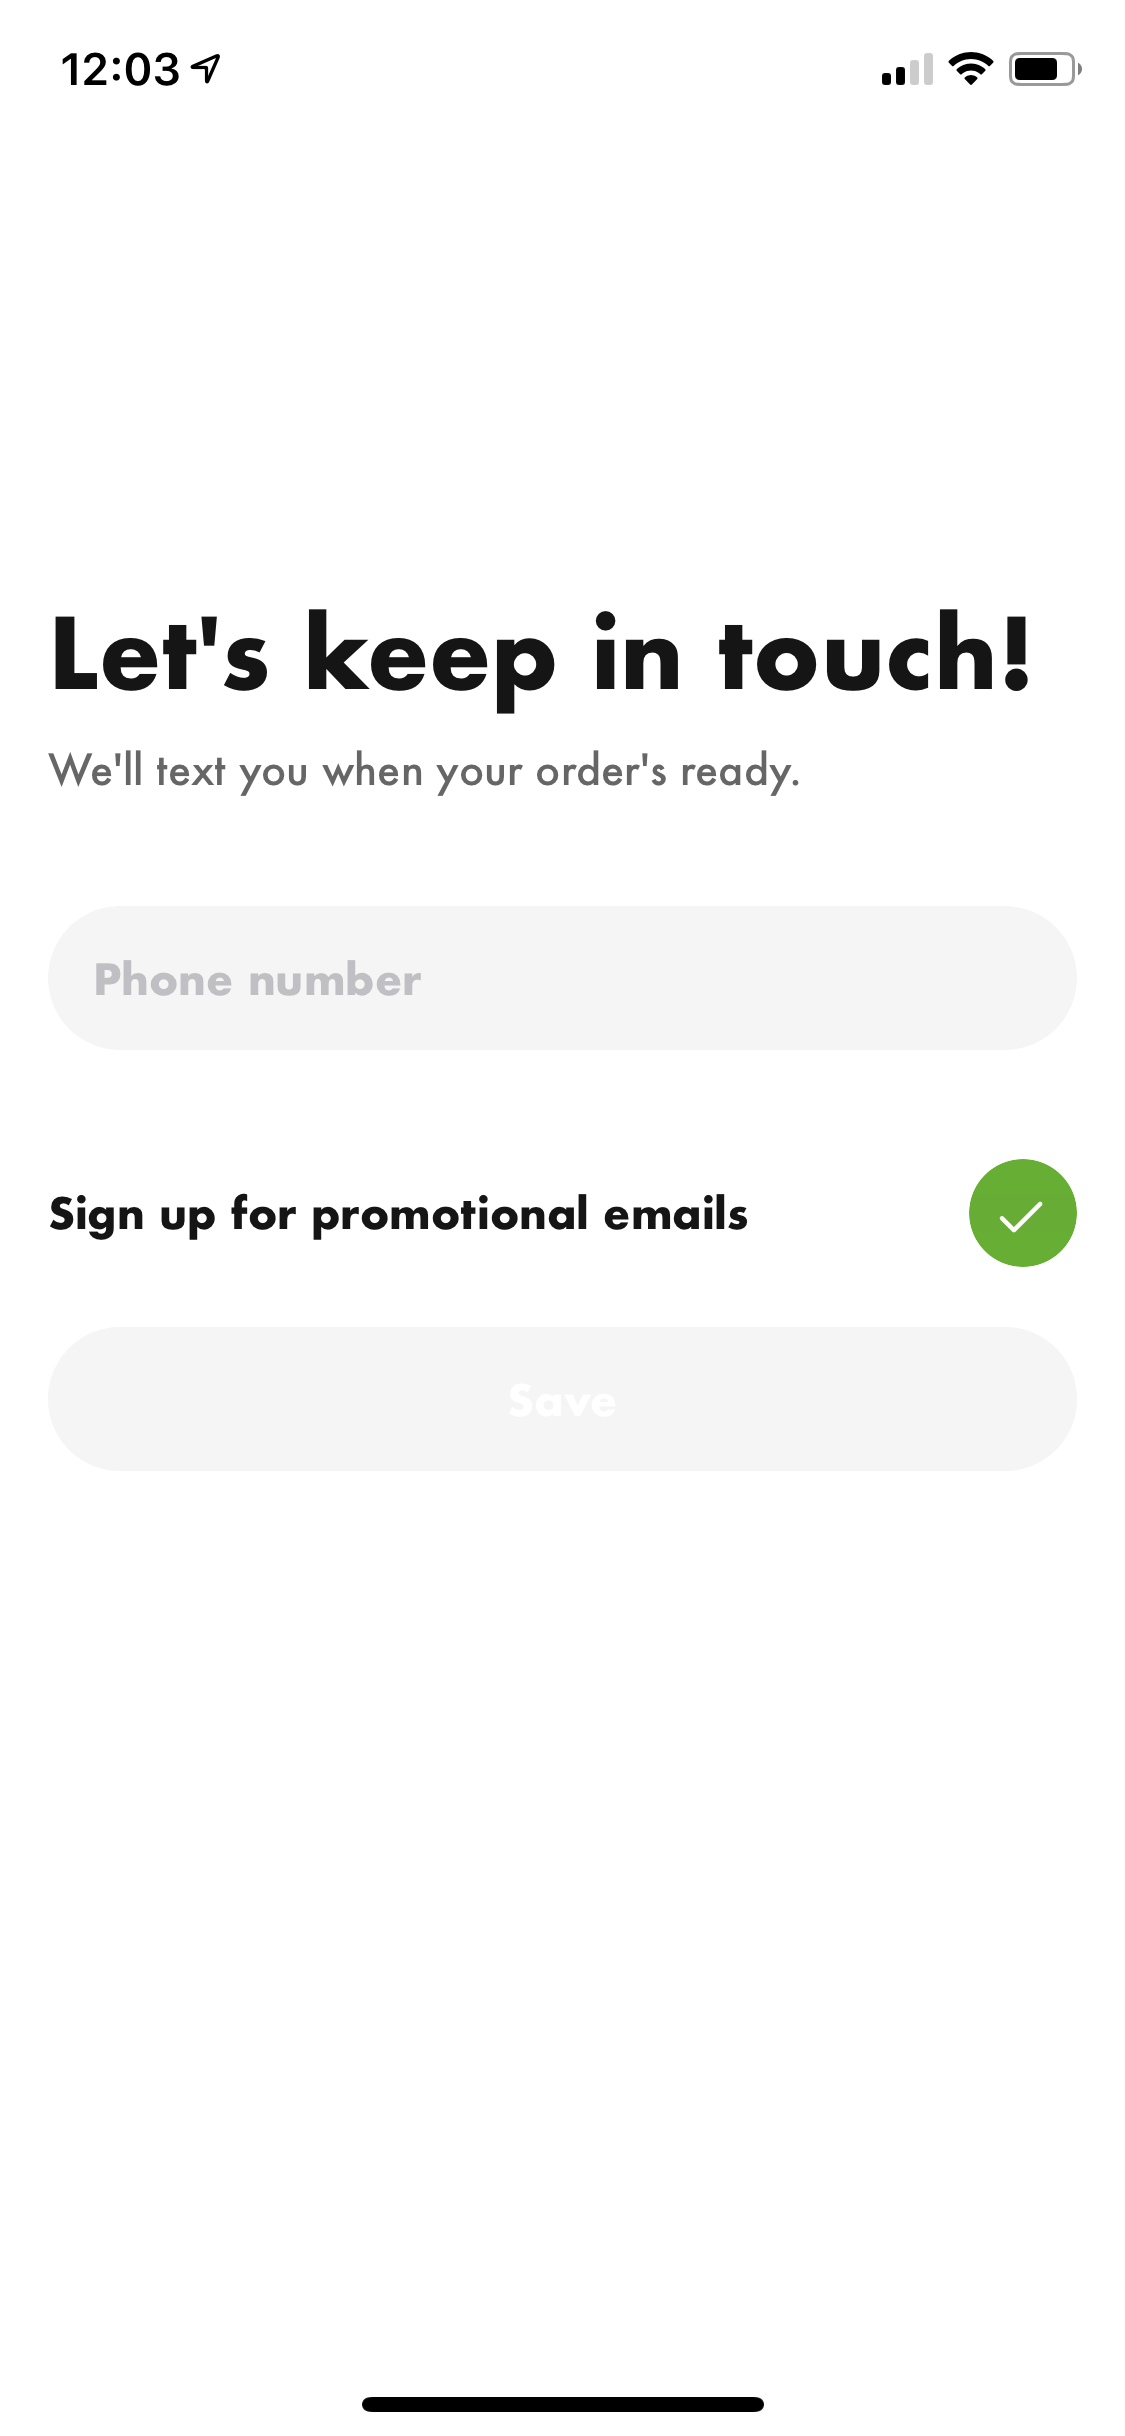 12:03
Let's keep in touch!
We'll text you when your order's ready.
Phone number
Sign up for promotional emails
Save